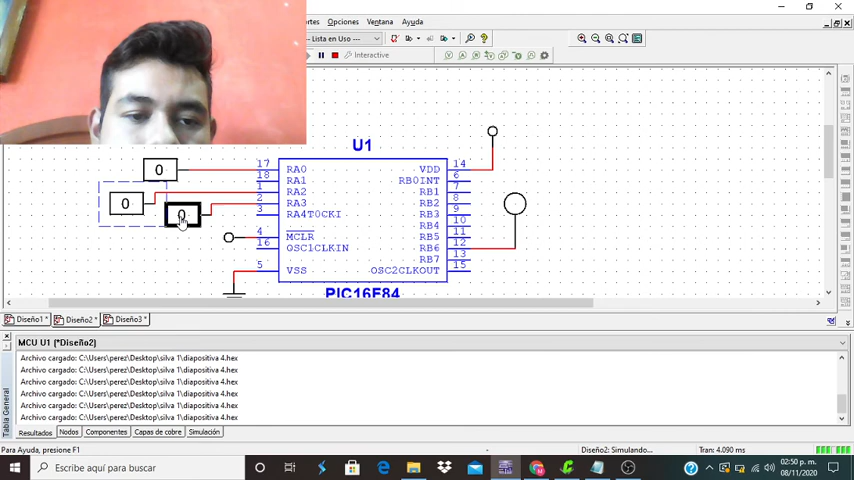 rtes Opciones Ventana Ayuda
Lista en Uso
Interactive
U1
0
0
0
17
18
1
2
3
4
16
5
RA0
RA1
RA2
RA3
RA4T0CKI
MCLR
OSC1CLKIN
VSS
VDD
RB0INT
RB1
RB2
RB3
RB4
RB5
RB6
RB7
OSC2CLKOUT
14
6
7
8
9
10
11
12
13
15
PIC16F84
Diseño1 * Diseño2 * Diseño3 *
MCU U1 (*Diseño2)
Archivo cargado: C:\Users\perez\Desktop\silva 1\diapositiva 4.hex
Archivo cargado: C:\Users\perez\Desktop\silva 1\diapositiva 4.hex
Archivo cargado: C:\Users\perez\Desktop\silva 1\diapositiva 4.hex
Archivo cargado: C:\Users\perez\Desktop\silva 1\diapositiva 4.hex
Archivo cargado: C:\Users\perez\Desktop\silva 1\diapositiva 4.hex
Archivo cargado: C:\Users\perez\Desktop\silva 1\diapositiva 4.hex
Tabla General
Resultados Nodos Componentes Capas de cobre Simulación
Para Ayuda, presione F1 Diseño2: Simulando... Tran: 4.090 ms
Escribe aquí para buscar
02:50 p. m.
08/11/2020